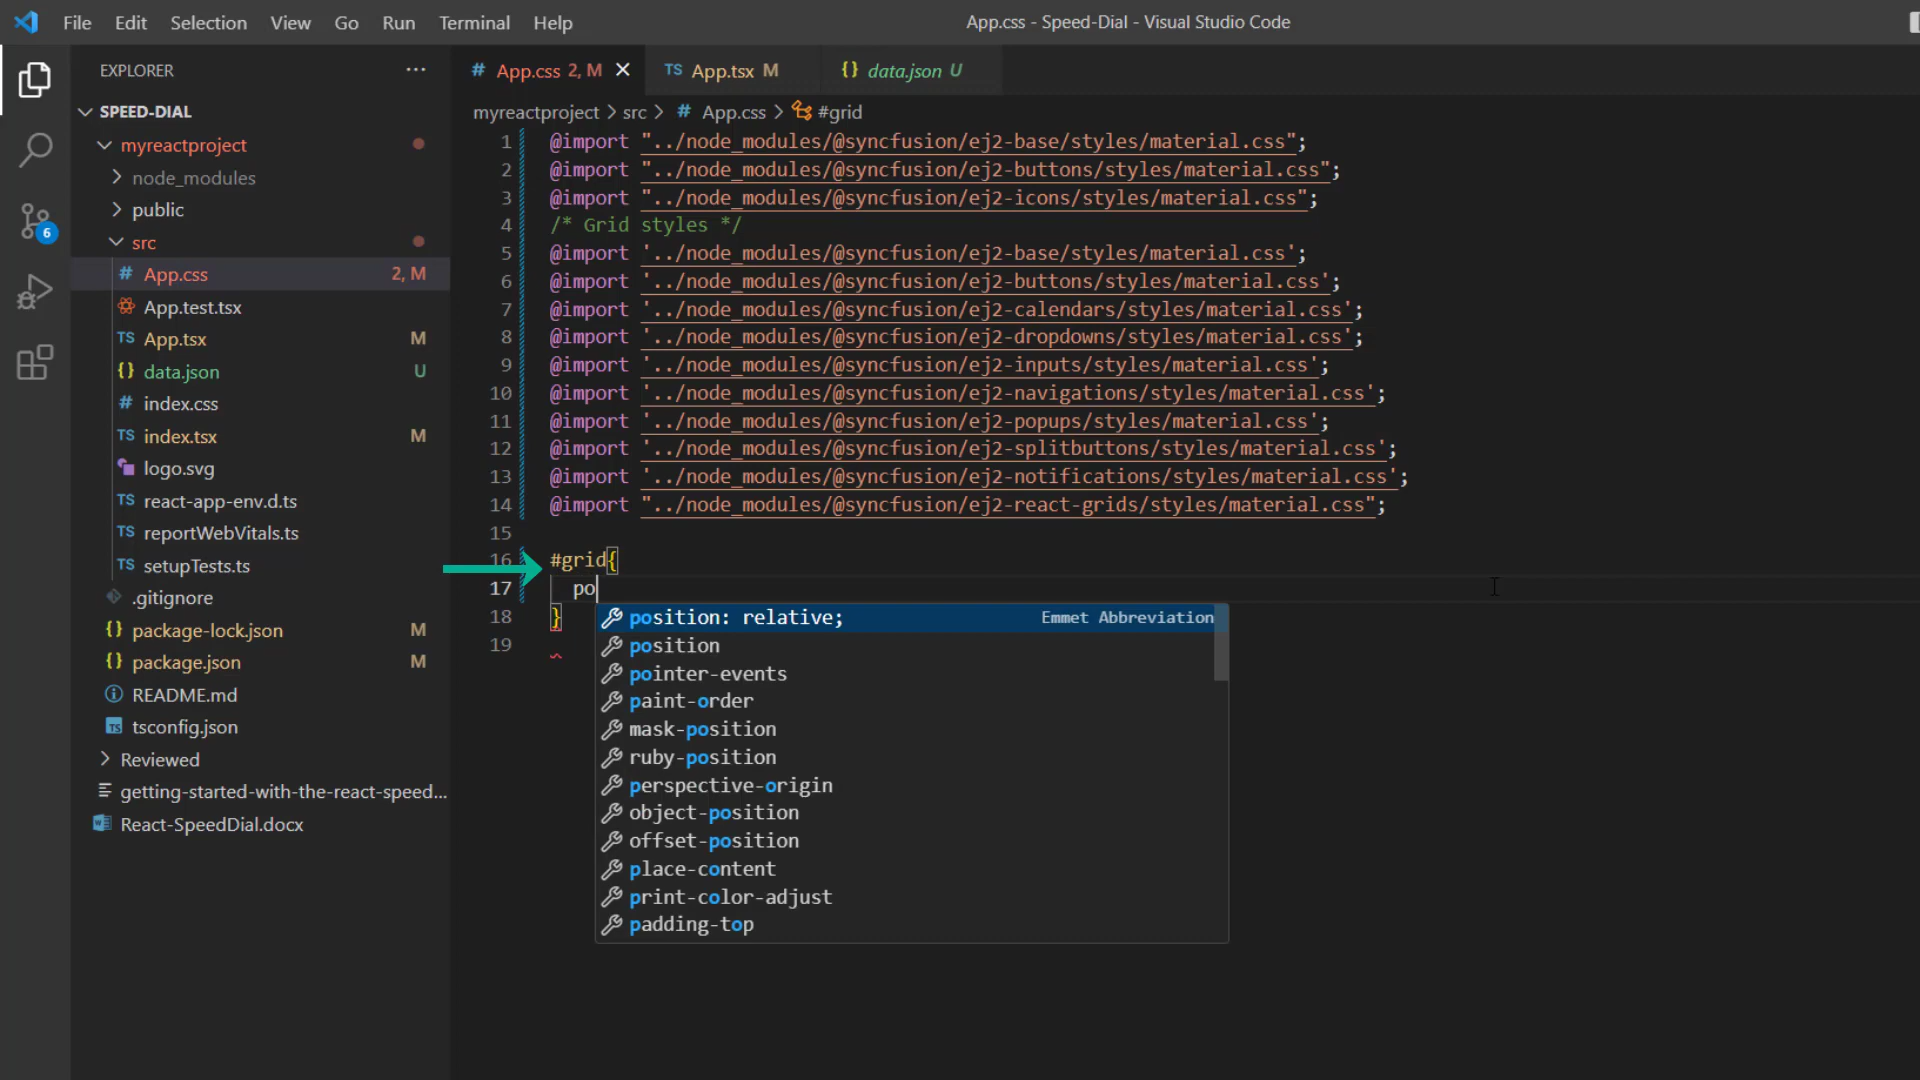 File Edit Selection View Go Run Terminal Help
App.css - Speed-Dial - Visual Studio Code
EXPLORER ···
SPEED-DIAL
myreactproject
node_modules
public
src
# App.css 2, M
App.test.tsx
TS App.tsx M
{} data.json U
# index.css
TS index.tsx M
logo.svg
TS react-app-env.d.ts
TS reportWebVitals.ts
TS setupTests.ts
.gitignore
{} package-lock.json M
{} package.json M
README.md
TS tsconfig.json
Reviewed
getting-started-with-the-react-speed...
React-SpeedDial.docx
6
# App.css 2, M
TS App.tsx M
{} data.json U
myreactproject > src > # App.css > #grid
1 @import "../node_modules/@syncfusion/ej2-base/styles/material.css";
2 @import "../node_modules/@syncfusion/ej2-buttons/styles/material.css";
3 @import "../node_modules/@syncfusion/ej2-icons/styles/material.css";
4 /* Grid styles */
5 @import '../node_modules/@syncfusion/ej2-base/styles/material.css';
6 @import '../node_modules/@syncfusion/ej2-buttons/styles/material.css';
7 @import '../node_modules/@syncfusion/ej2-calendars/styles/material.css';
8 @import '../node_modules/@syncfusion/ej2-dropdowns/styles/material.css';
9 @import '../node_modules/@syncfusion/ej2-inputs/styles/material.css';
10 @import '../node_modules/@syncfusion/ej2-navigations/styles/material.css';
11 @import '../node_modules/@syncfusion/ej2-popups/styles/material.css';
12 @import '../node_modules/@syncfusion/ej2-splitbuttons/styles/material.css';
13 @import '../node_modules/@syncfusion/ej2-notifications/styles/material.css';
14 @import "../node_modules/@syncfusion/ej2-react-grids/styles/material.css";
15
16 #grid{
17 po
18 }
19
position: relative; Emmet Abbreviation
position
pointer-events
paint-order
mask-position
ruby-position
perspective-origin
object-position
offset-position
place-content
print-color-adjust
padding-top